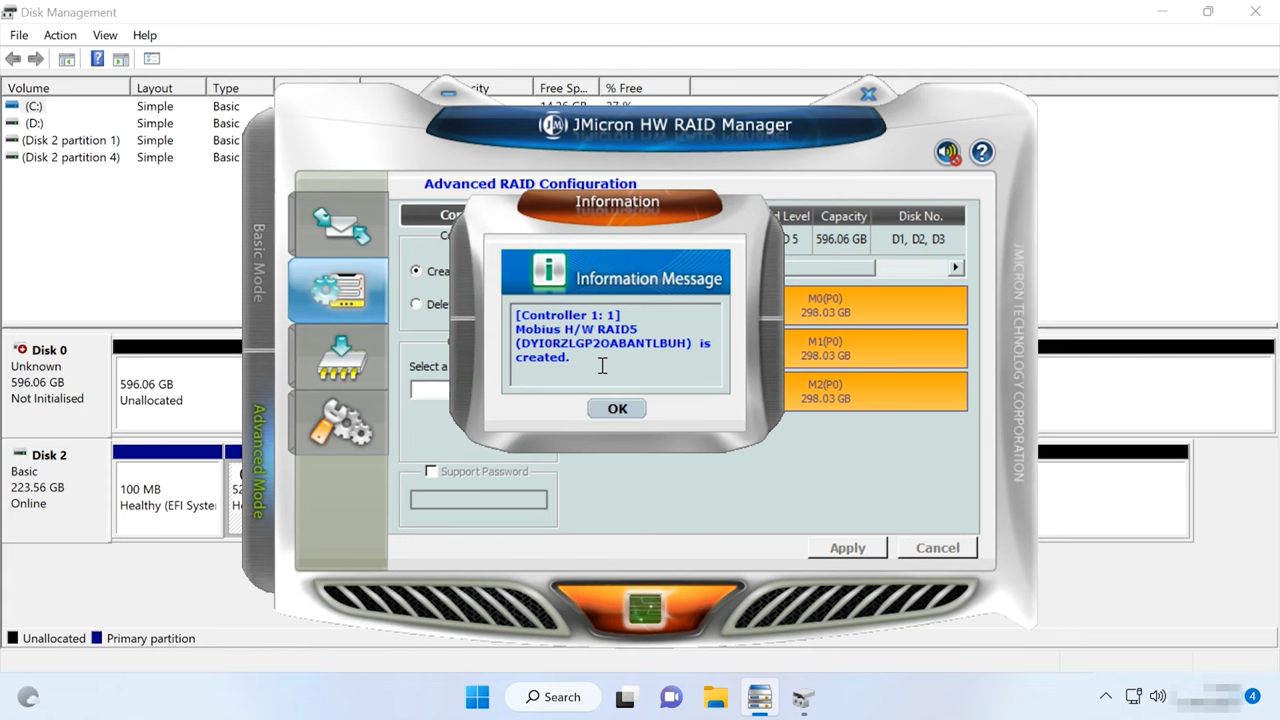 Disk Management
File Action View Help
Volume Layout Type Free Sp... % Free
(C:) Simple Basic
(D:) Simple Basic
(Disk 2 partition 1) Simple Basic
(Disk 2 partition 4) Simple Basic
JMicron HW RAID Manager
Basic Mode
Advanced Mode
Advanced RAID Configuration
Information
Information Message
[Controller 1: 1]
Mobius H/W RAID5
(DYI0RZLGP2OABANTLBUH) is
created.
OK
Level Capacity Disk No.
596.06 GB D1, D2, D3
M0(P0)
298.03 GB
M1(P0)
298.03 GB
M2(P0)
298.03 GB
Select a
Support Password
Apply Cancel
JMICRON TECHNOLOGY CORPORATION
Disk 0
Unknown
596.06 GB
Not Initialised
596.06 GB
Unallocated
Disk 2
Basic
223.56 GB
Online
100 MB
Healthy (EFI Syste
Unallocated Primary partition
Search
4